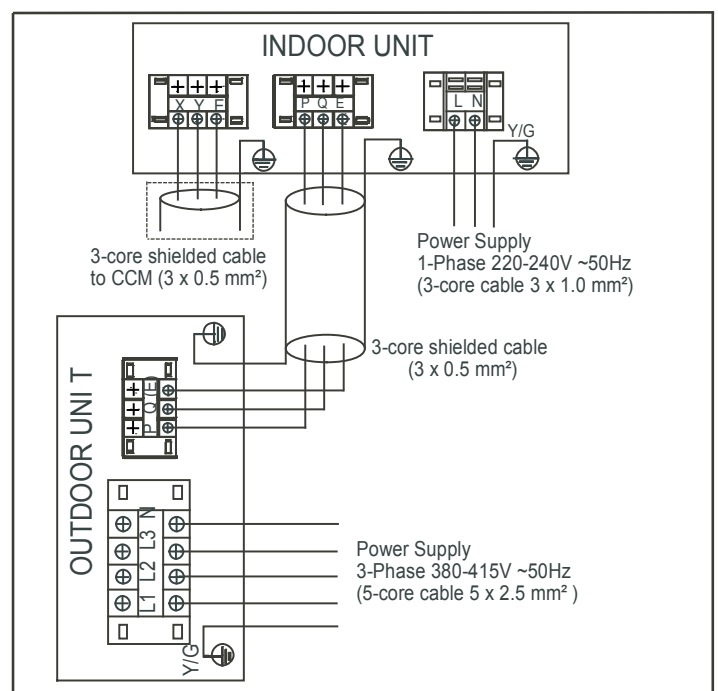 INDOOR UNIT
X Y E
P Q E
L N
Y/G
3-core shielded cable
to CCM (3 x 0.5 mm²)
Power Supply
1-Phase 220-240V ~50Hz
(3-core cable 3 x 1.0 mm²)
3-core shielded cable
(3 x 0.5 mm²)
OUTDOOR UNI T
P Q (E)
L1 L2 L3 N
Y/G
Power Supply
3-Phase 380-415V ~50Hz
(5-core cable 5 x 2.5 mm² )